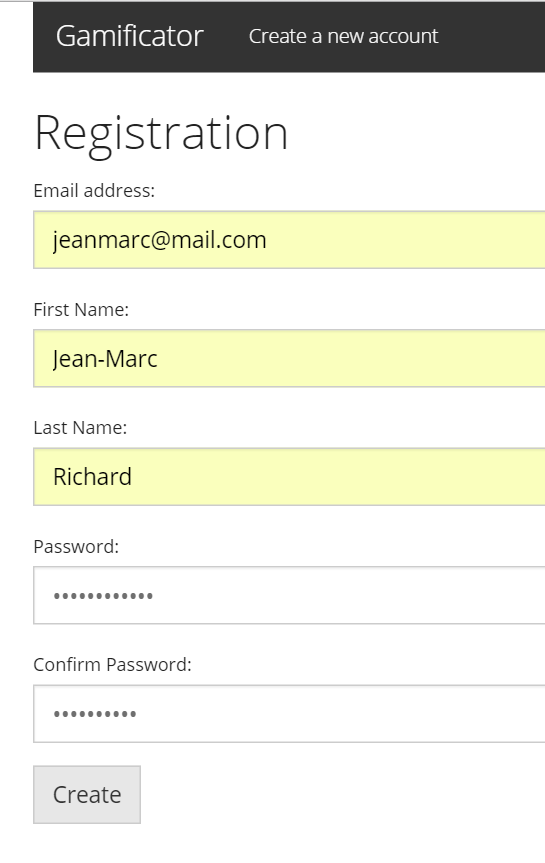 Gamificator Create a new account
Registration
Email address:
jeanmarc@mail.com
First Name:
Jean-Marc
Last Name:
Richard
Password:
••••••••••••
Confirm Password:
••••••••••
Create